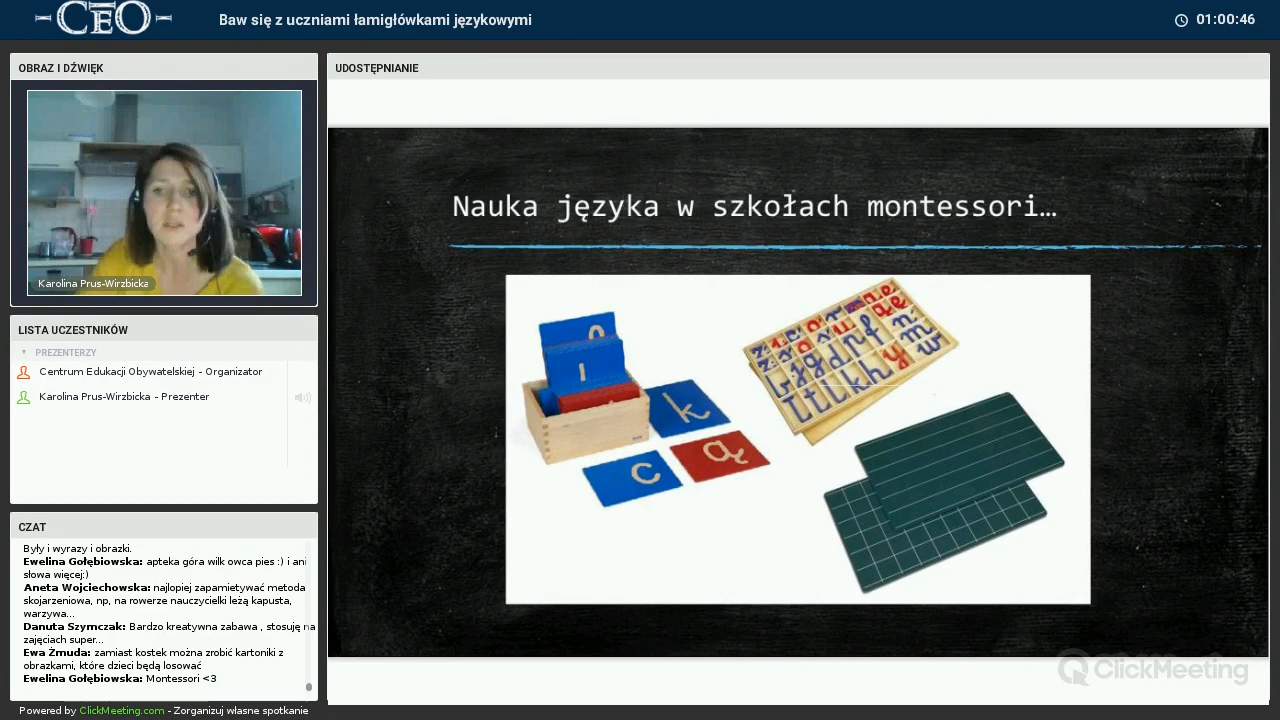 CEO
Baw się z uczniami łamigłówkami językowymi
01:00:46
OBRAZ I DŹWIĘK
Karolina Prus-Wirzbicka
LISTA UCZESTNIKÓW
PREZENTERZY
Centrum Edukacji Obywatelskiej - Organizator
Karolina Prus-Wirzbicka - Prezenter
CZAT
Były i wyrazy i obrazki.
Ewelina Gołębiowska: apteka góra wilk owca pies :) i ani
słowa więcej:)
Aneta Wojciechowska: najlopiej zapamietywać metoda
skojarzeniowa, np, na rowerze nauczycielki leżą kapusta,
warzywa...
Danuta Szymczak: Bardzo kreatywna zabawa , stosuję na
zajęciach super...
Ewa Żmuda: zamiast kostek można zrobić kartoniki z
obrazkami, które dzieci będą losować
Ewelina Gołębiowska: Montessori <3
Powered by ClickMeeting.com - Zorganizuj własne spotkanie
UDOSTĘPNIANIE
Nauka języka w szkołach montessori…
k
ą
c
ClickMeeting